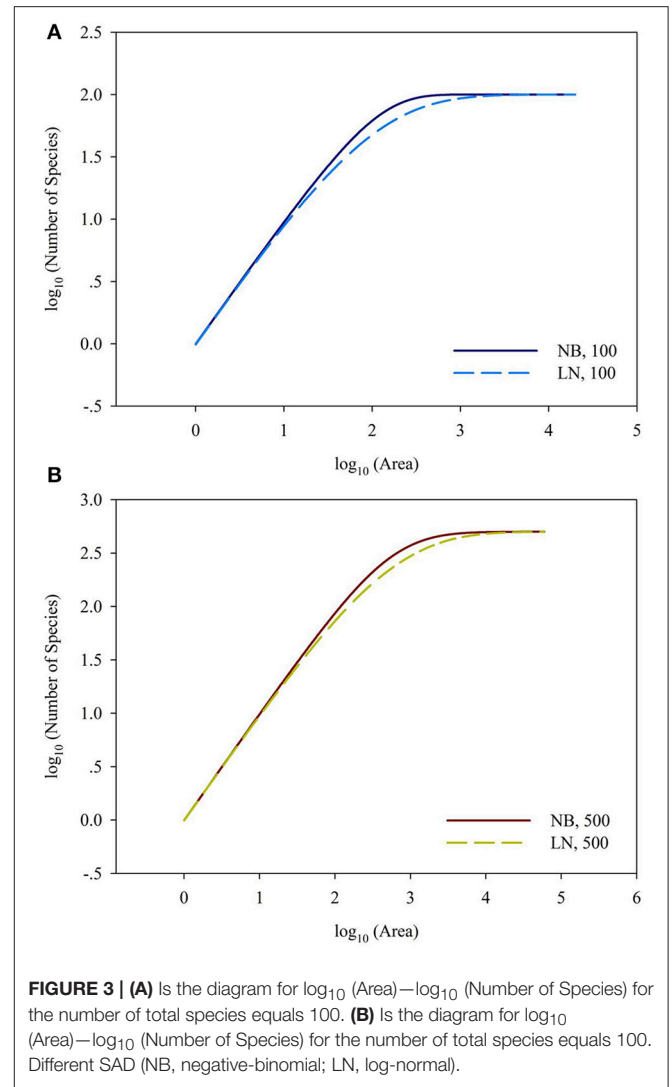 A
2.5
2.0
1.5
1.0
.5
0.0
-.5
log10 (Number of Species)
NB, 100
LN, 100
0 1 2 3 4 5
log10 (Area)
B
3.0
2.5
2.0
1.5
1.0
.5
0.0
-.5
log10 (Number of Species)
NB, 500
LN, 500
0 1 2 3 4 5 6
log10 (Area)
FIGURE 3 | (A) Is the diagram for log10 (Area)—log10 (Number of Species) for
the number of total species equals 100. (B) Is the diagram for log10
(Area)—log10 (Number of Species) for the number of total species equals 100.
Different SAD (NB, negative-binomial; LN, log-normal).